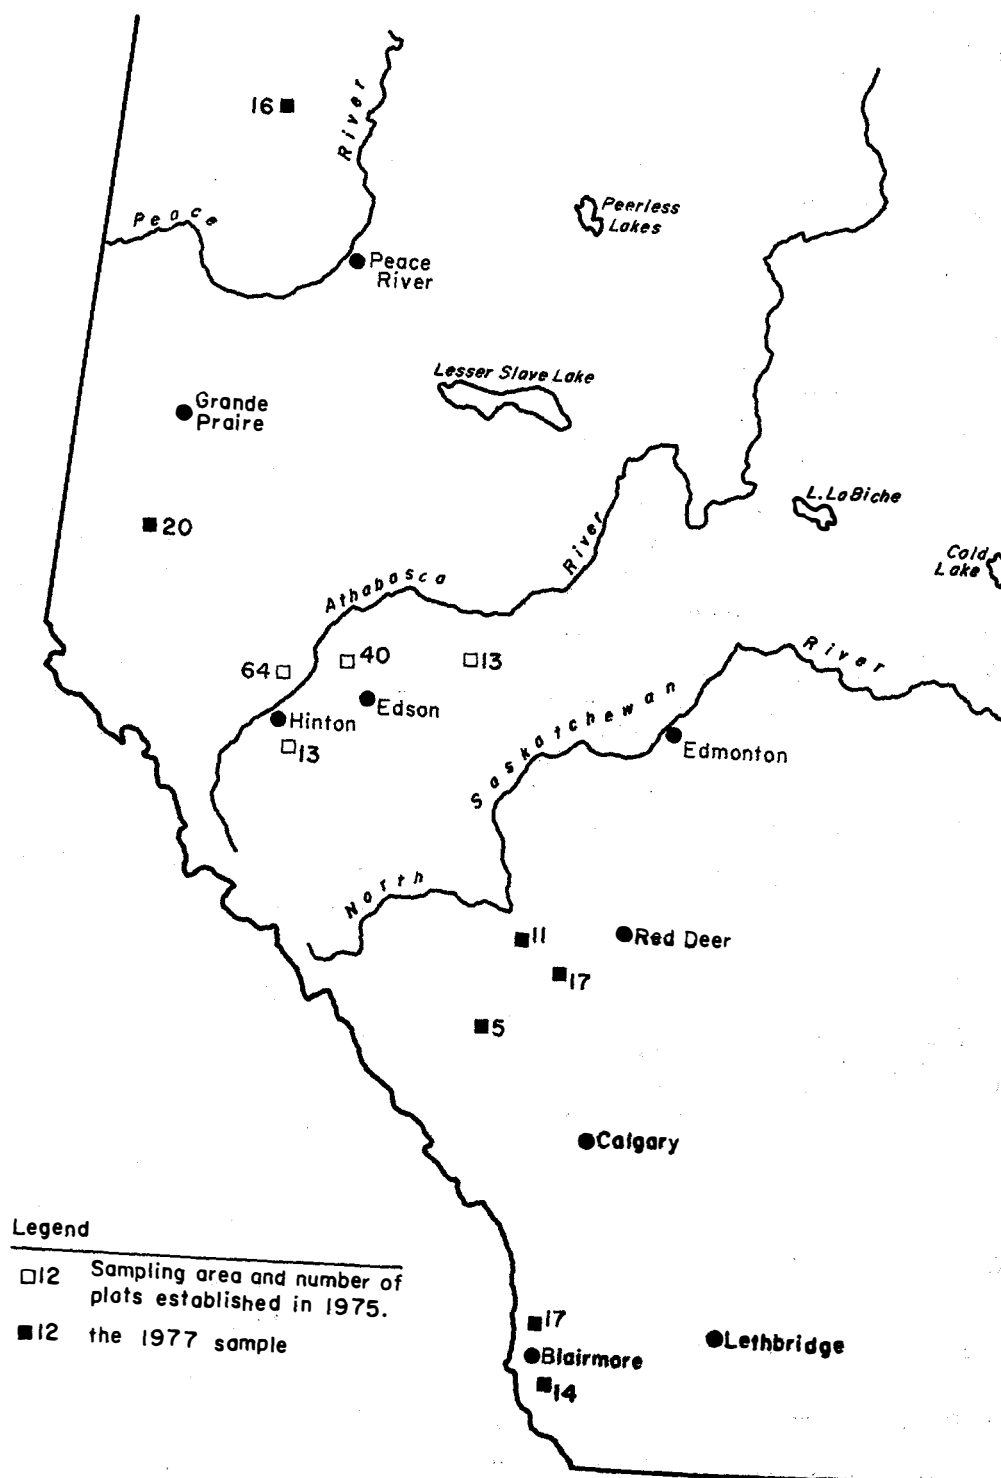 16
River
Peace
Peerless
Lakes
Peace
River
Lesser Slave Lake
Grande
Praire
L. LaBiche
20
River
Cold
Lake
Athabasca
River
64
40
13
Saskatchewan
Edson
Hinton
13
Edmonton
North
11
Red Deer
17
5
Calgary
Legend
12 Sampling area and number of
plats established in 1975.
12 the 1977 sample
17
Lethbridge
Blairmore
14